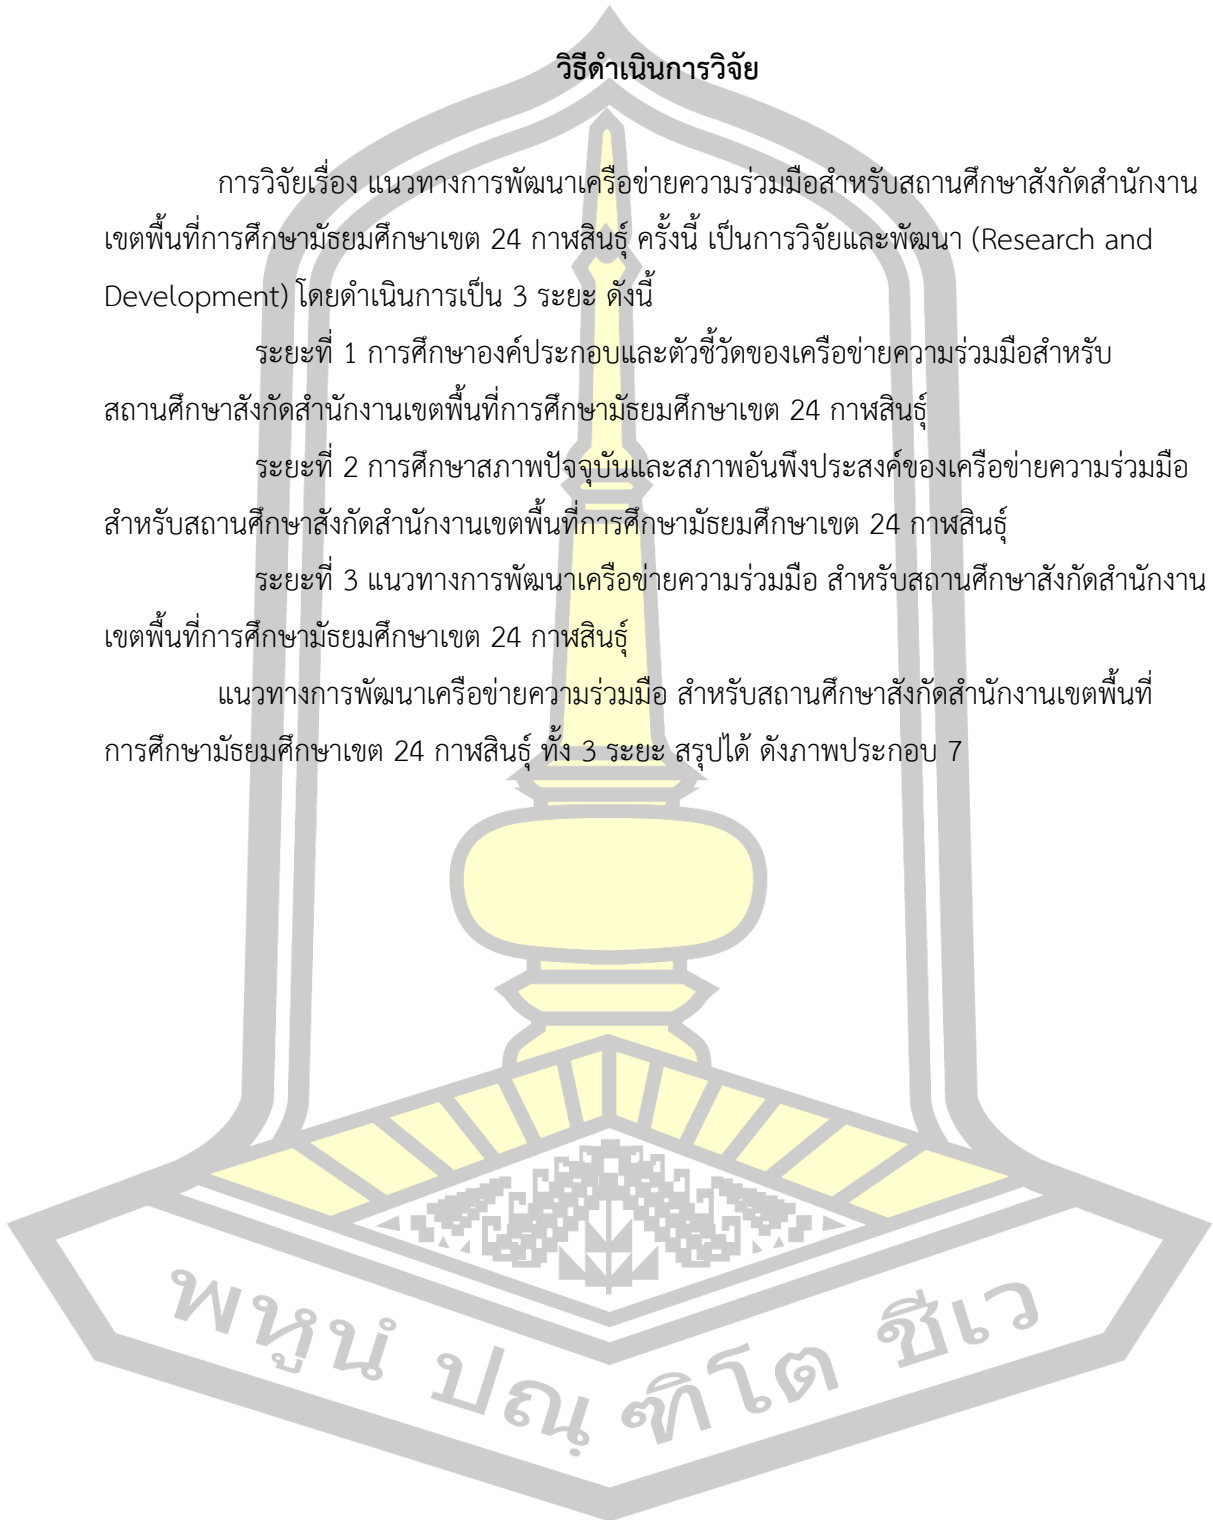 วิธีดำเนินการวิจัย
การวิจัยเรื่อง แนวทางการพัฒนาเครือข่ายความร่วมมือสำหรับสถานศึกษาสังกัดสำนักงาน
เขตพื้นที่การศึกษามัธยมศึกษาเขต 24 กาฬสินธุ์ ครั้งนี้ เป็นการวิจัยและพัฒนา (Research and
Development) โดยดำเนินการเป็น 3 ระยะ ดังนี้
ระยะที่ 1 การศึกษาองค์ประกอบและตัวชี้วัดของเครือข่ายความร่วมมือสำหรับ
สถานศึกษาสังกัดสำนักงานเขตพื้นที่การศึกษามัธยมศึกษาเขต 24 กาฬสินธุ์
ระยะที่ 2 การศึกษาสภาพปัจจุบันและสภาพอันพึงประสงค์ของเครือข่ายความร่วมมือ
สำหรับสถานศึกษาสังกัดสำนักงานเขตพื้นที่การศึกษามัธยมศึกษาเขต 24 กาฬสินธุ์
ระยะที่ 3 แนวทางการพัฒนาเครือข่ายความร่วมมือ สำหรับสถานศึกษาสังกัดสำนักงาน
เขตพื้นที่การศึกษามัธยมศึกษาเขต 24 กาฬสินธุ์
แนวทางการพัฒนาเครือข่ายความร่วมมือ สำหรับสถานศึกษาสังกัดสำนักงานเขตพื้นที่
การศึกษามัธยมศึกษาเขต 24 กาฬสินธุ์ ทั้ง 3 ระยะ สรุปได้ ดังภาพประกอบ 7
พหูนํ ปณฺ ฑิโต ชีเว